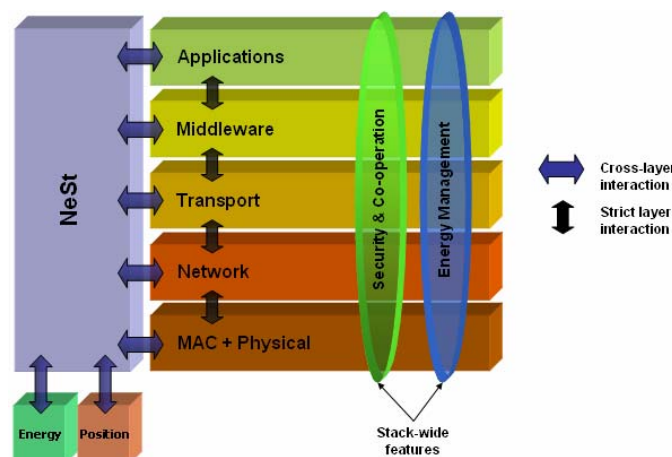 NeSt
Applications
Middleware
Transport
Network
MAC + Physical
Security & Co-operation
Energy Management
Energy
Position
Cross-layer
interaction
Strict layer
interaction
Stack-wide
features